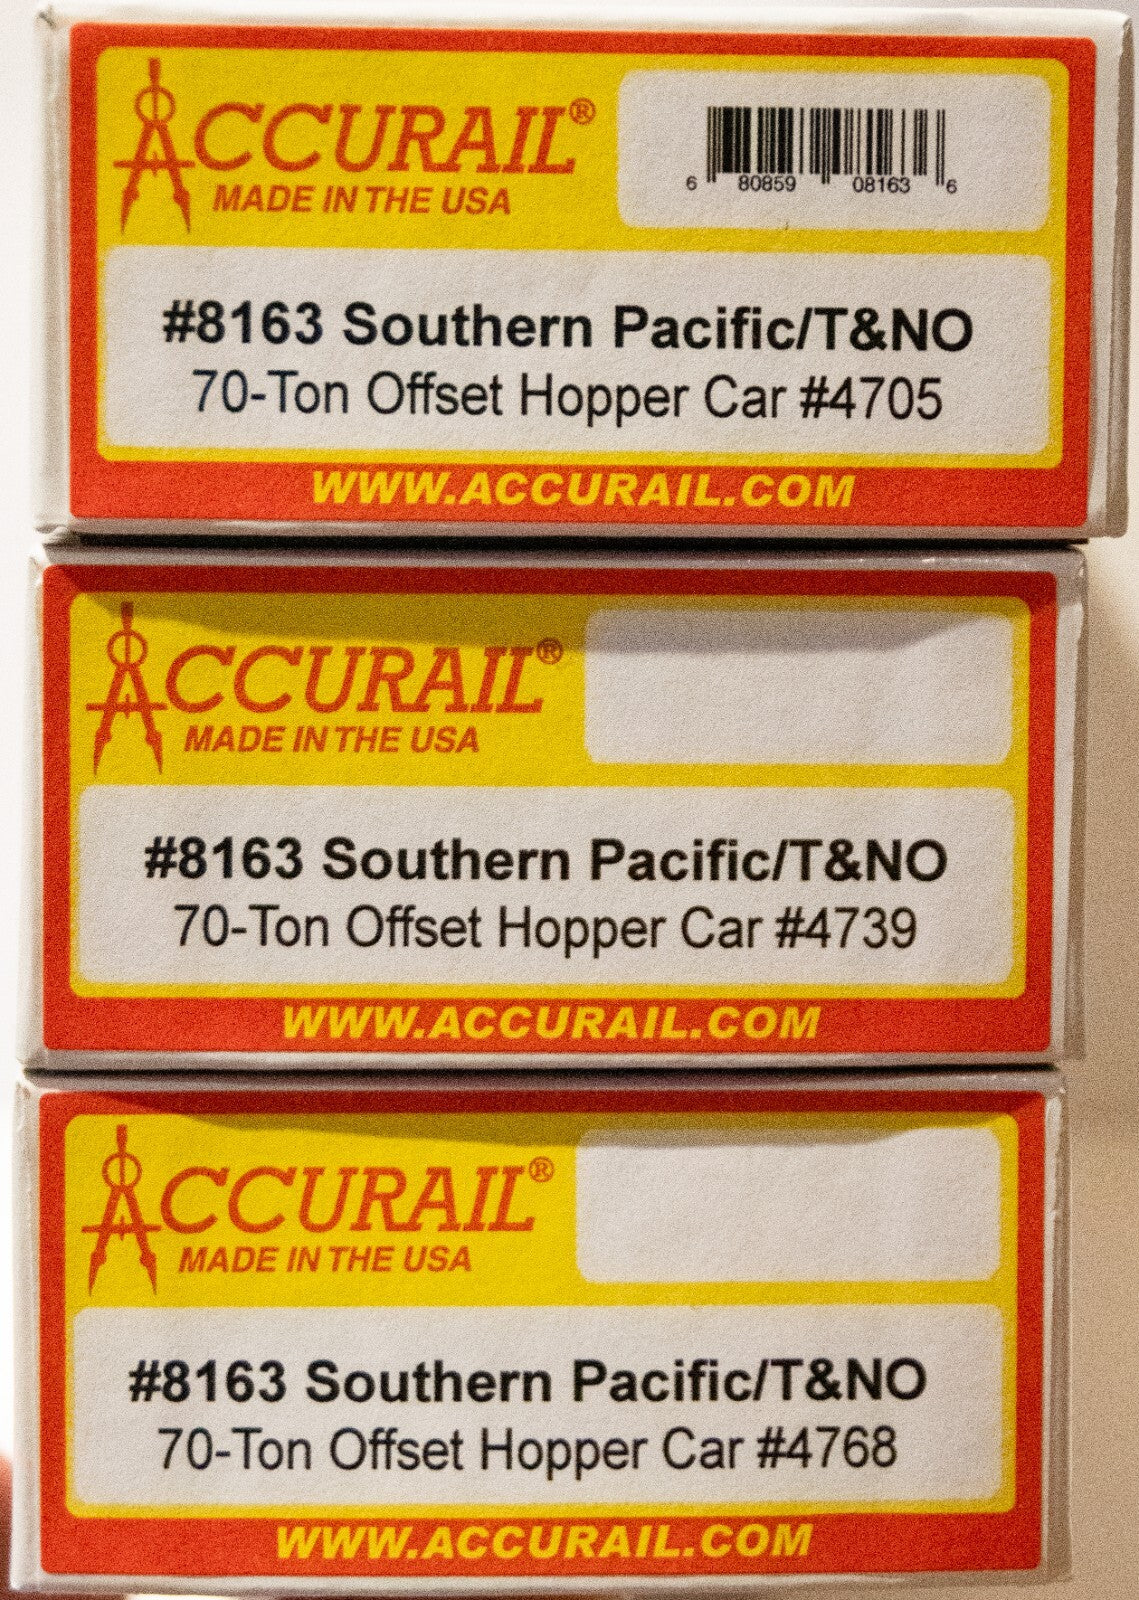 ACCURAIL®
MADE IN THE USA
6 80859 08163 6
#8163 Southern Pacific/T&NO
70-Ton Offset Hopper Car #4705
WWW.ACCURAIL.COM
ACCURAIL®
MADE IN THE USA
#8163 Southern Pacific/T&NO
70-Ton Offset Hopper Car #4739
WWW.ACCURAIL.COM
ACCURAIL®
MADE IN THE USA
#8163 Southern Pacific/T&NO
70-Ton Offset Hopper Car #4768
WWW.ACCURAIL.COM